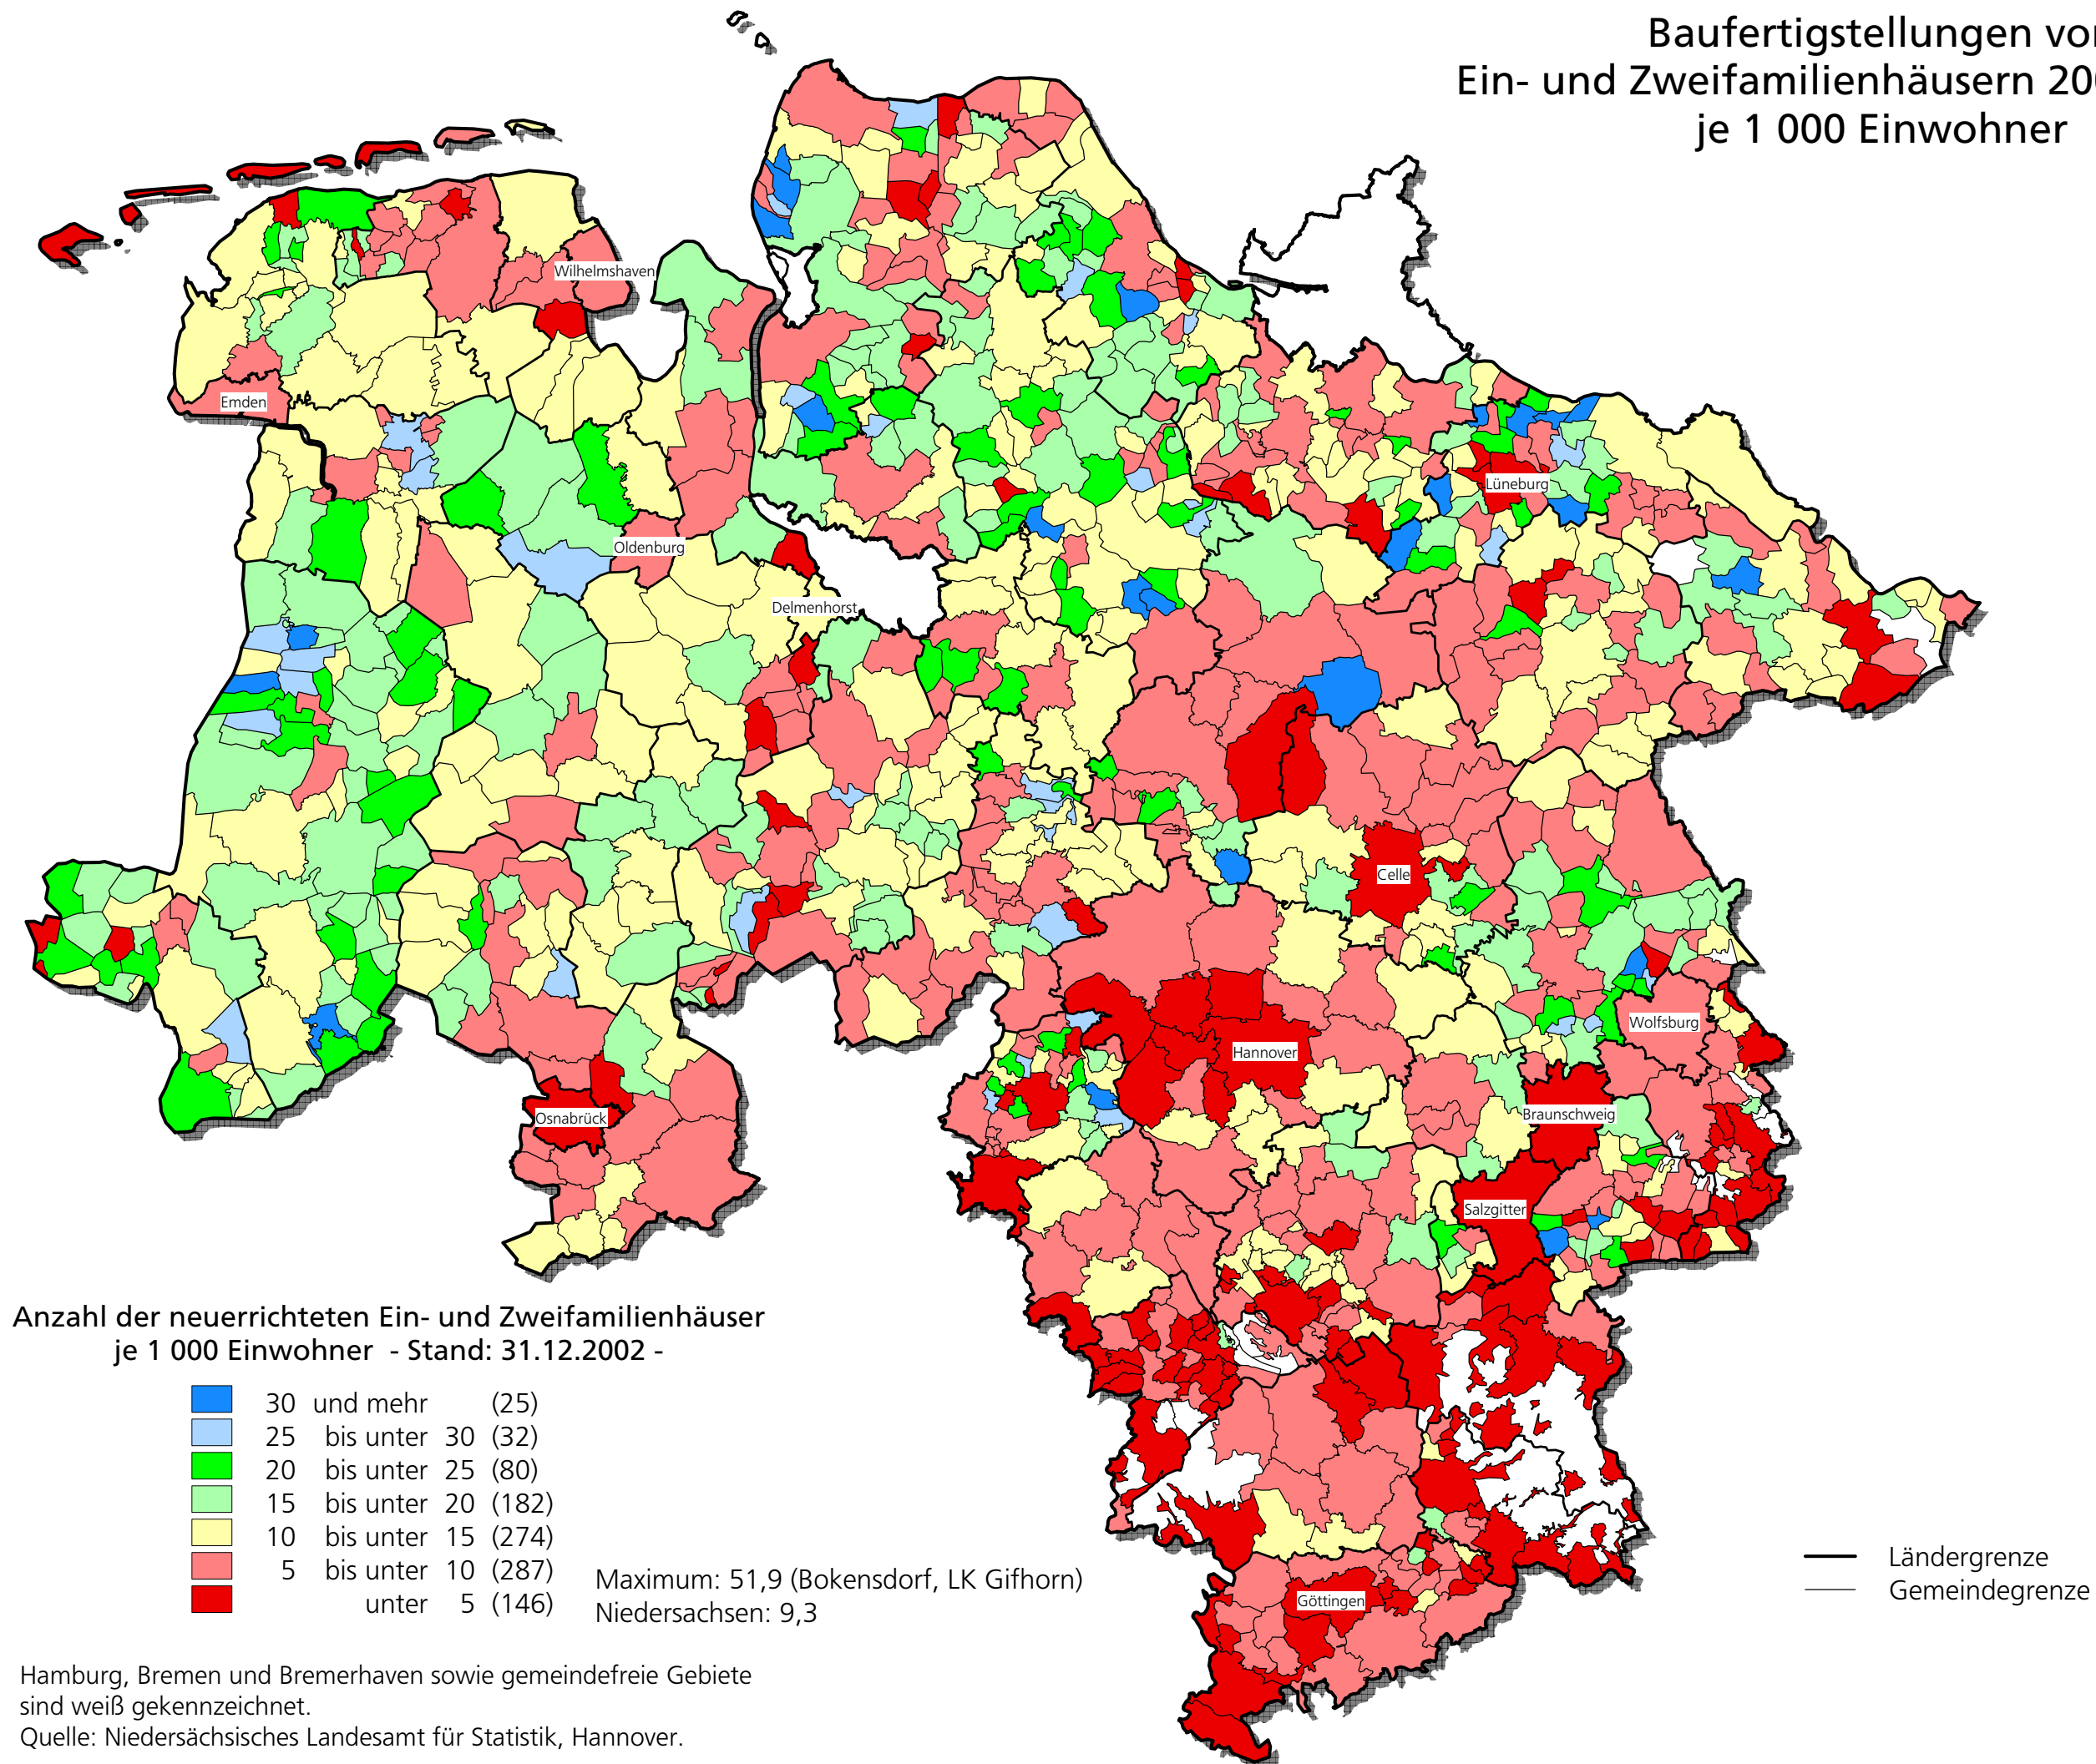 Baufertigstellungen
Ein- und Zweifamilienhäusern
je 1 000 Einwohner
Wilhelmshaven
Emden
Lüneburg
Oldenburg
Delmenhorst
Celle
Wolfsburg
Hannover
Braunschweig
Osnabrück
Salzgitter
Göttingen
Anzahl der neuerrichteten Ein- und Zweifamilienhäuser
je 1 000 Einwohner - Stand: 31.12.2002 -
30 und mehr (25)
25 bis unter 30 (32)
20 bis unter 25 (80)
15 bis unter 20 (182)
10 bis unter 15 (274)
5 bis unter 10 (287)
unter 5 (146)
Maximum: 51,9 (Bokensdorf, LK Gifhorn)
Niedersachsen: 9,3
Ländergrenze
Gemeindegrenze
Hamburg, Bremen und Bremerhaven sowie gemeindefreie Gebiete
sind weiß gekennzeichnet.
Quelle: Niedersächsisches Landesamt für Statistik, Hannover.